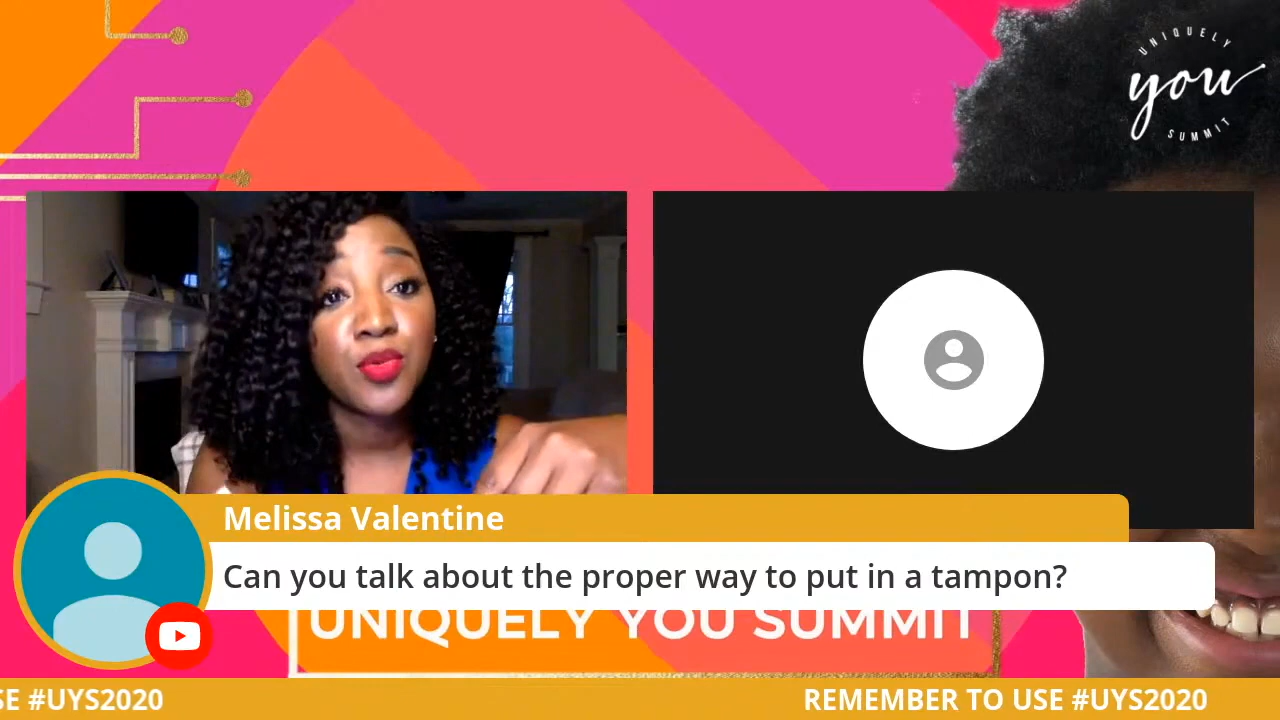 UNIQUELY
you
SUMMIT
Melissa Valentine
Can you talk about the proper way to put in a tampon?
UNIQUELY YOU SUMMIT
SE #UYS2020
REMEMBER TO USE #UYS2020